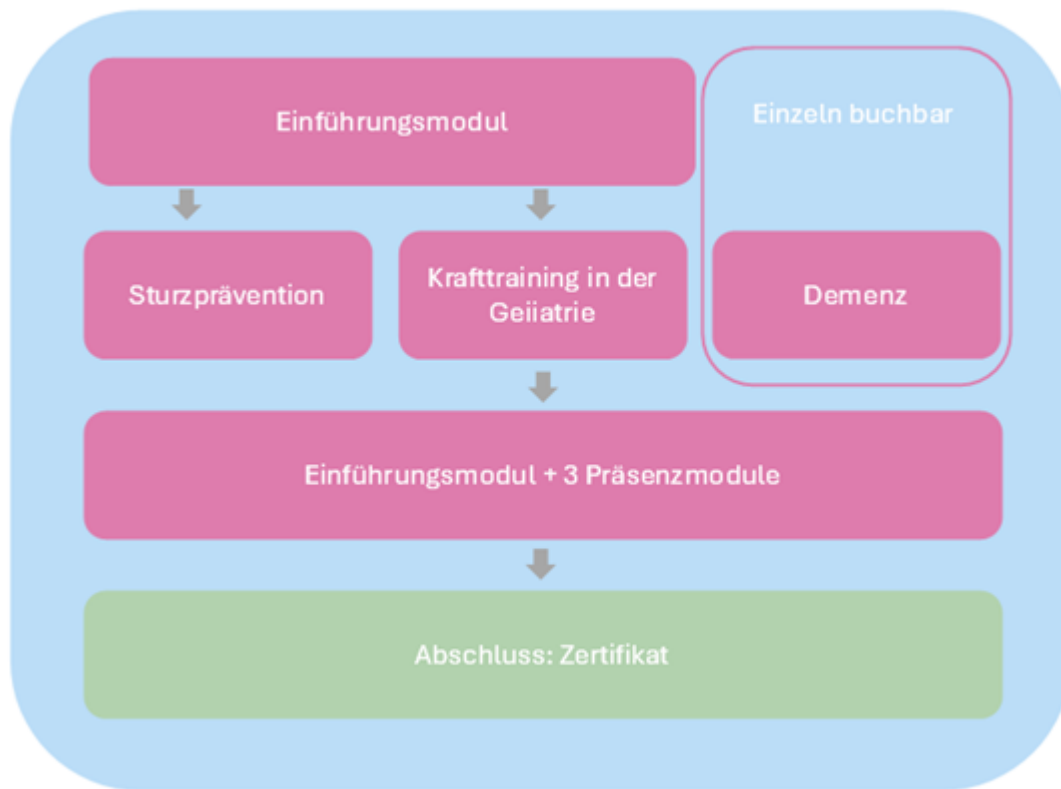 Einführungsmodul
Einzeln buchbar
Sturzprävention
Krafttraining in der
Geiiatrie
Demenz
Einführungsmodul + 3 Präsenzmodule
Abschluss: Zertifikat